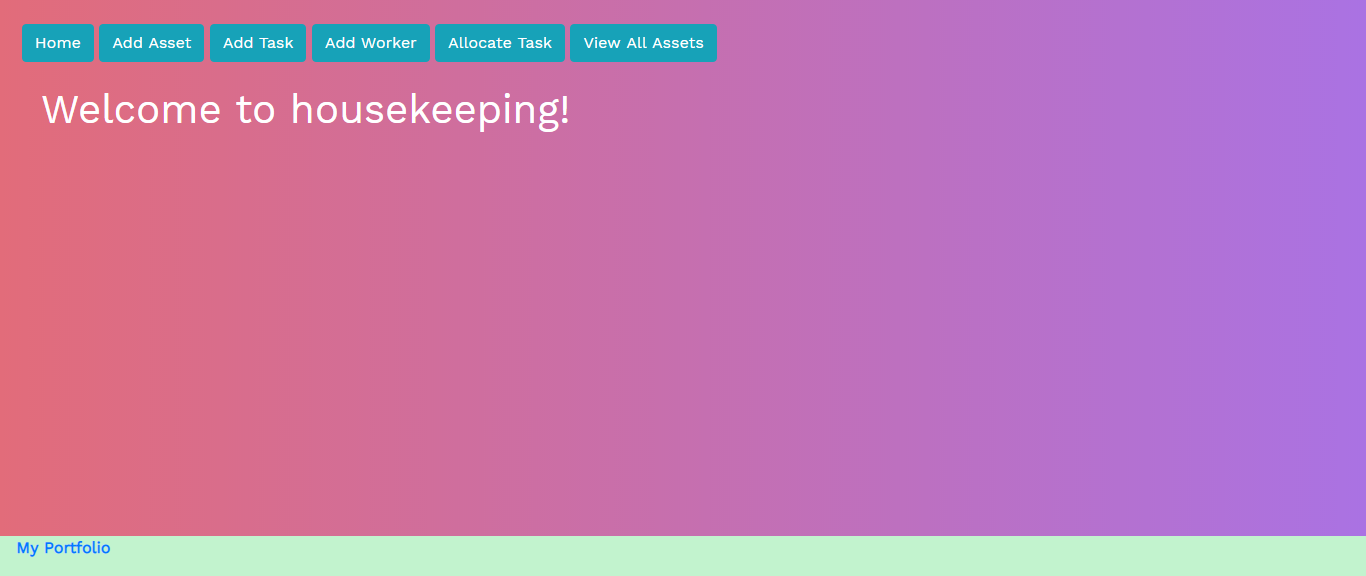 Home Add Asset Add Task Add Worker Allocate Task View All Assets
Welcome to housekeeping!
My Portfolio